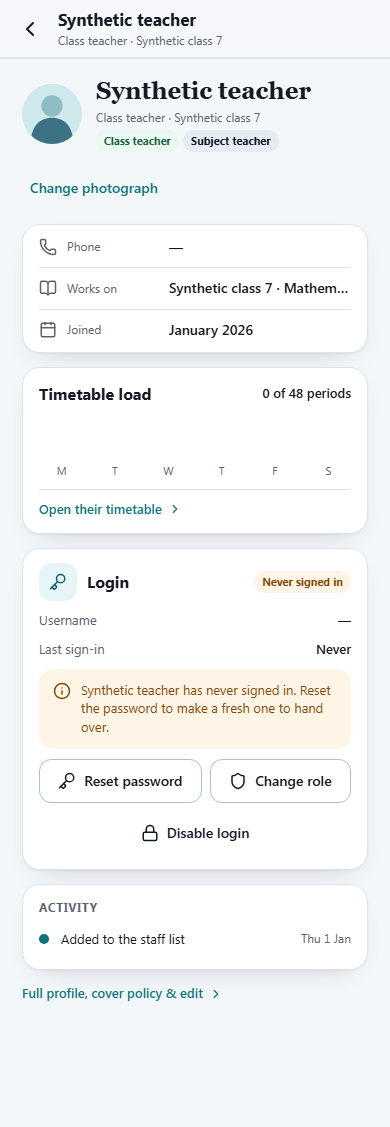 Synthetic teacher
Class teacher · Synthetic class 7
Synthetic teacher
Class teacher · Synthetic class 7
Class teacher Subject teacher
Change photograph
Phone —
Works on Synthetic class 7 · Mathem...
Joined January 2026
Timetable load 0 of 48 periods
M T W T F S
Open their timetable
Login Never signed in
Username —
Last sign-in Never
Synthetic teacher has never signed in. Reset
the password to make a fresh one to hand
over.
Reset password Change role
Disable login
ACTIVITY
Added to the staff list Thu 1 Jan
Full profile, cover policy & edit